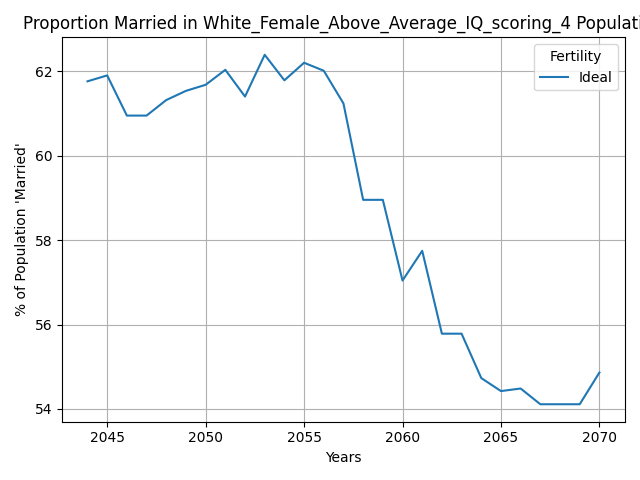 Proportion Married in White_Female_Above_Average_IQ_scoring_4 Populati
Fertility
Ideal
62
60
58
56
54
% of Population 'Married'
2045 2050 2055 2060 2065 2070
Years